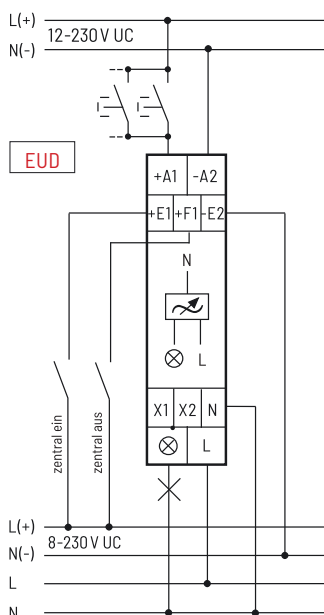 L(+)
12-230 V UC
N(-)
EUD
+A1 -A2
+E1 +F1 -E2
N
L
X1 X2 N
L
zentral ein
zentral aus
L(+)
8-230 V UC
N(-)
L
N